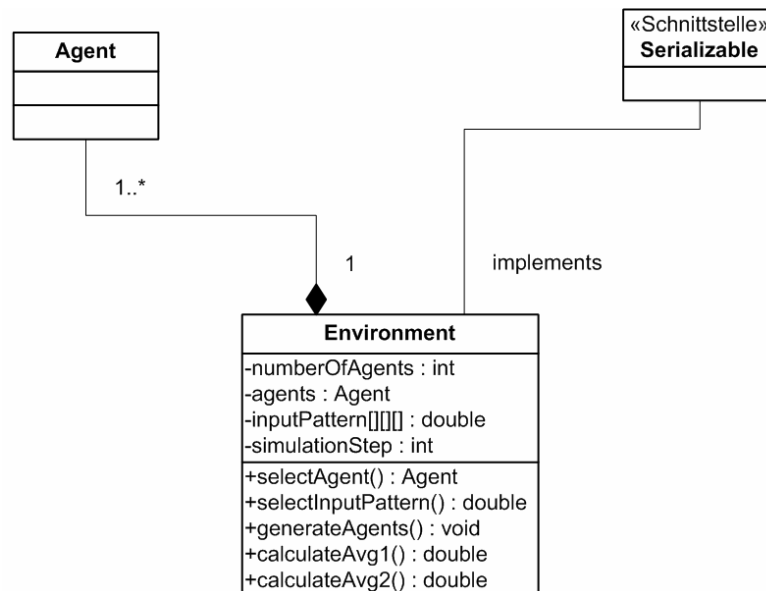 «Schnittstelle»
Serializable
Agent
1..*
1
implements
Environment
-numberOfAgents : int
-agents : Agent
-inputPattern[][][] : double
-simulationStep : int
+selectAgent() : Agent
+selectInputPattern() : double
+generateAgents() : void
+calculateAvg1() : double
+calculateAvg2() : double